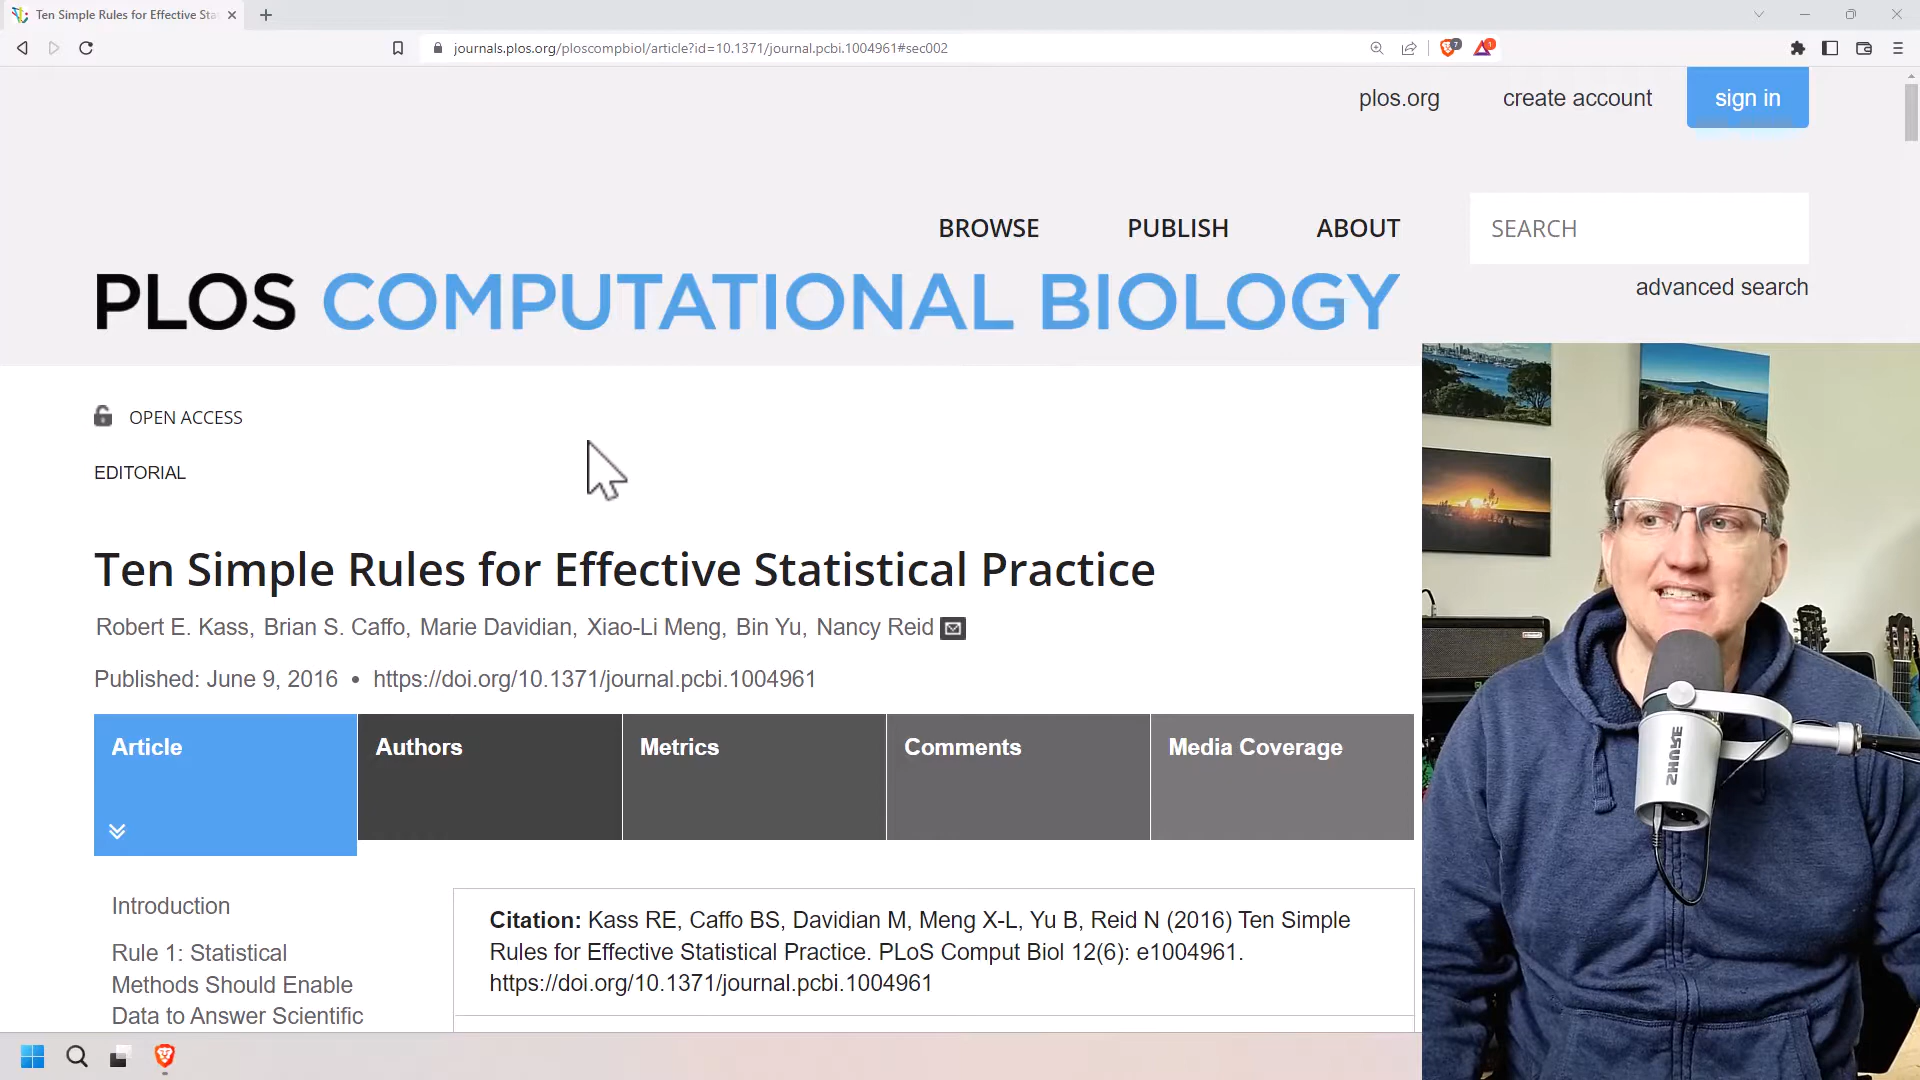 Ten Simple Rules for Effective Sta
journals.plos.org/ploscompbiol/article?id=10.1371/journal.pcbi.1004961#sec002
7
1
plos.org
create account
sign in
BROWSE
PUBLISH
ABOUT
SEARCH
advanced search
PLOS COMPUTATIONAL BIOLOGY
OPEN ACCESS
EDITORIAL
Ten Simple Rules for Effective Statistical Practice
Robert E. Kass, Brian S. Caffo, Marie Davidian, Xiao-Li Meng, Bin Yu, Nancy Reid
Published: June 9, 2016 • https://doi.org/10.1371/journal.pcbi.1004961
Article
Authors
Metrics
Comments
Media Coverage
Introduction
Rule 1: Statistical
Methods Should Enable
Data to Answer Scientific
Citation: Kass RE, Caffo BS, Davidian M, Meng X-L, Yu B, Reid N (2016) Ten Simple
Rules for Effective Statistical Practice. PLoS Comput Biol 12(6): e1004961.
https://doi.org/10.1371/journal.pcbi.1004961
SHURE